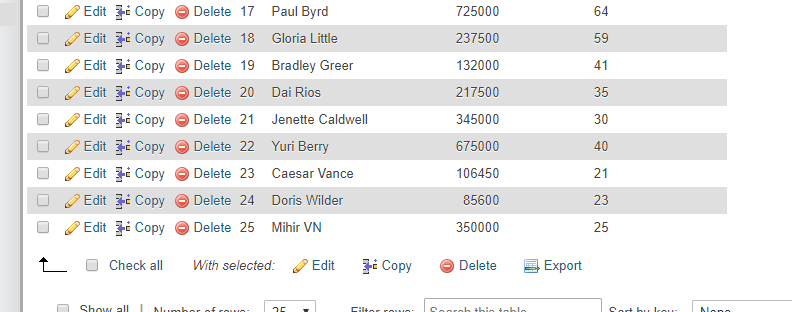 Edit Copy Delete 17 Paul Byrd 725000 64
Edit Copy Delete 18 Gloria Little 237500 59
Edit Copy Delete 19 Bradley Greer 132000 41
Edit Copy Delete 20 Dai Rios 217500 35
Edit Copy Delete 21 Jenette Caldwell 345000 30
Edit Copy Delete 22 Yuri Berry 675000 40
Edit Copy Delete 23 Caesar Vance 106450 21
Edit Copy Delete 24 Doris Wilder 85600 23
Edit Copy Delete 25 Mihir VN 350000 25
Check all With selected: Edit Copy Delete Export
Show all | Number of rows: 25 Filter rows: Search this table Sort by key: None